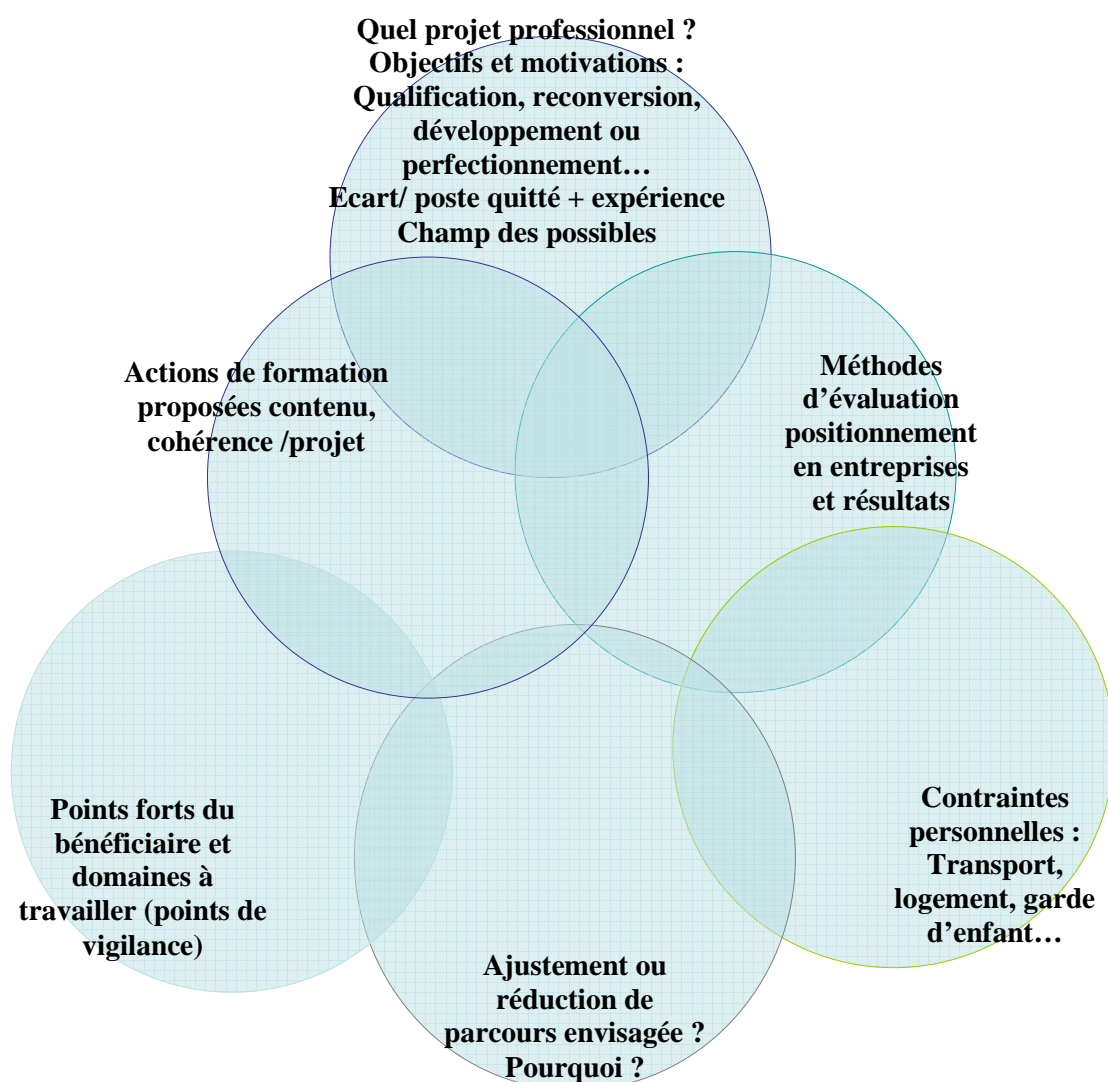 Quel projet professionnel ?
Objectifs et motivations :
Qualification, reconversion,
développement ou
perfectionnement…
Ecart/ poste quitté + expérience
Champ des possibles
Actions de formation
proposées contenu,
cohérence /projet
Méthodes
d’évaluation
positionnement
en entreprises
et résultats
Points forts du
bénéficiaire et
domaines à
travailler (points de
vigilance)
Contraintes
personnelles :
Transport,
logement, garde
d’enfant…
Ajustement ou
réduction de
parcours envisagée ?
Pourquoi ?